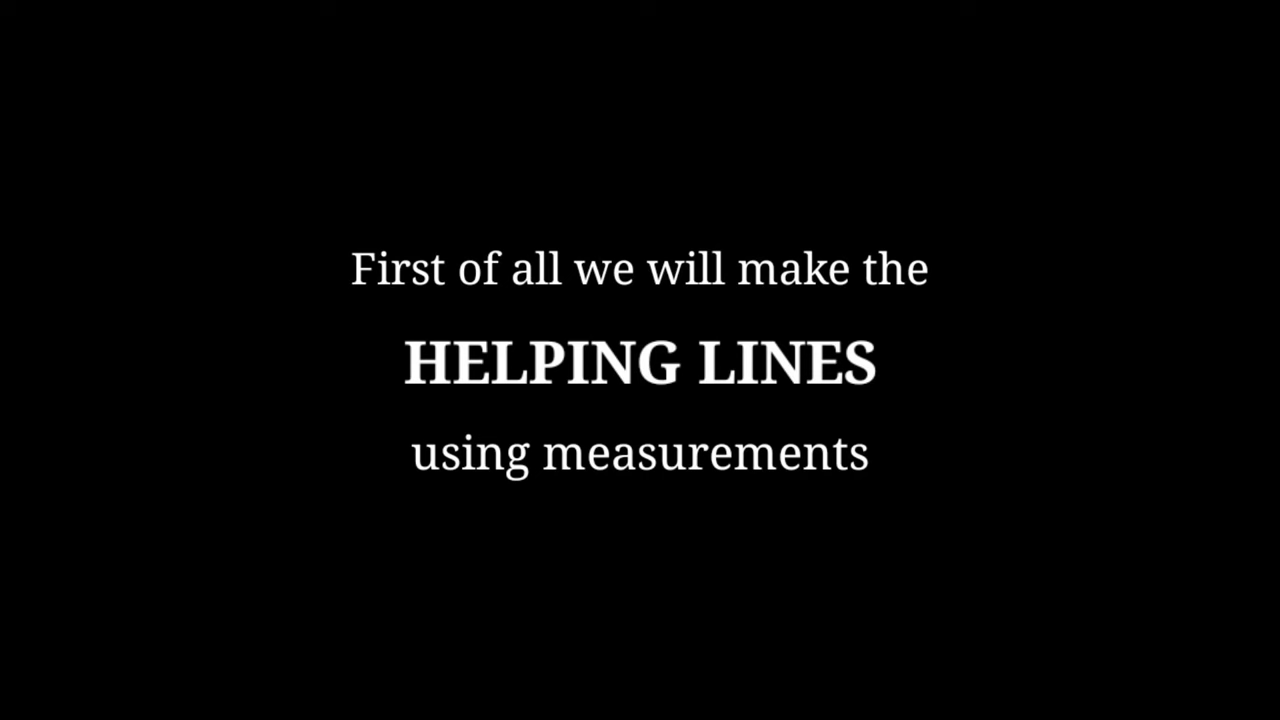 First of all we will make the
HELPING LINES
using measurements